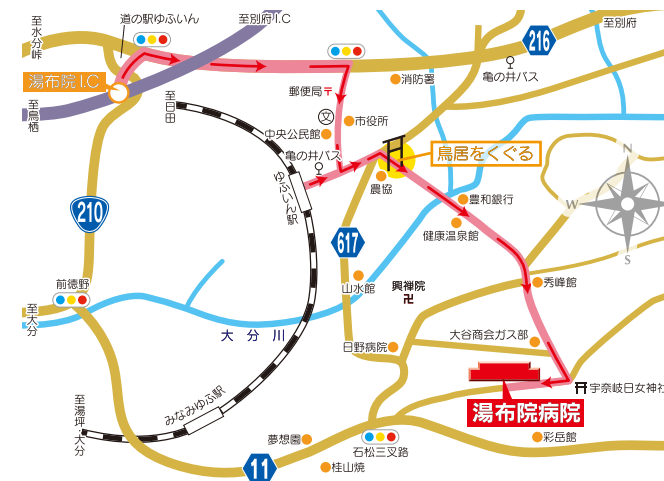 道の駅ゆふいん
至別府I.C
至別府
至水分峠
216
亀の井バス
湯布院I.C
消防署
至鳥栖
至日田
郵便局〒
文
市役所
中央公民館
亀の井バス
鳥居をくぐる
ゆふいん駅
農協
豊和銀行
N
W
E
S
210
健康温泉館
617
前徳野
山水館
興禅院
卍
秀峰館
至大分
大分川
大谷商会ガス部
日野病院
宇奈岐日女神社
湯布院病院
至湯坪・大分
みなみゆふ駅
夢想園
石松三叉路
彩岳館
11
桂山焼